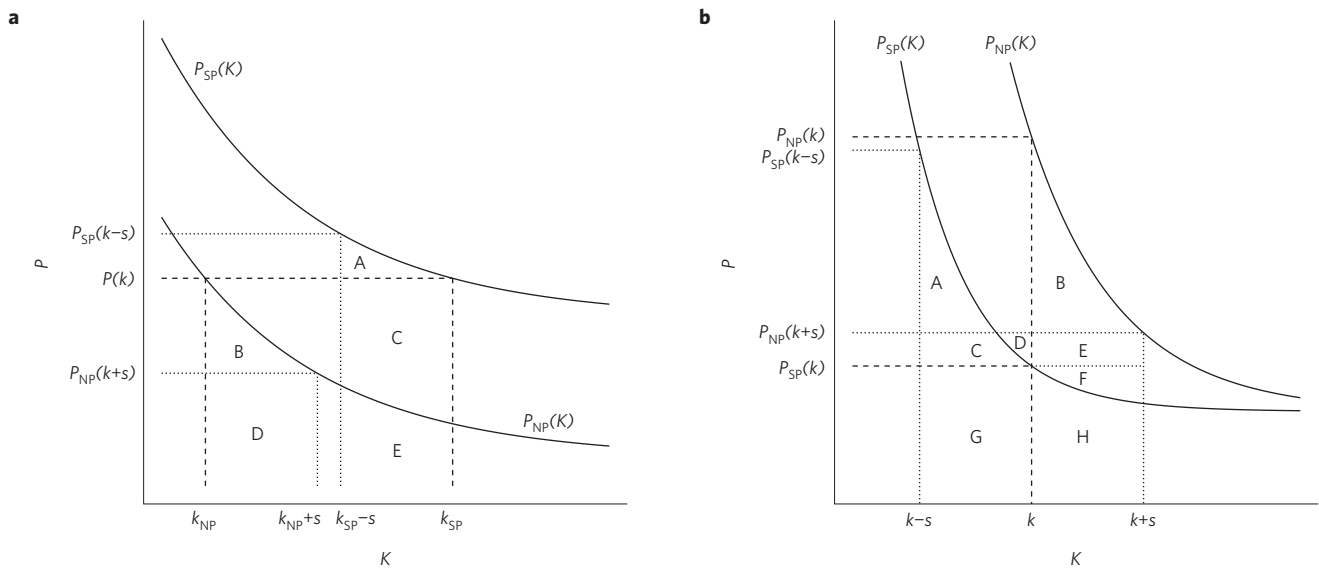 a
P_SP(K)
P_SP(k−s)
A
P
P(k)
C
B
P_NP(k+s)
P_NP(K)
D
E
k_NP
k_NP+s
k_SP−s
k_SP
K
b
P_SP(K)
P_NP(K)
P_NP(k)
P_SP(k−s)
P
A
B
P_NP(k+s)
D
C
E
P_SP(k)
F
G
H
k−s
k
k+s
K